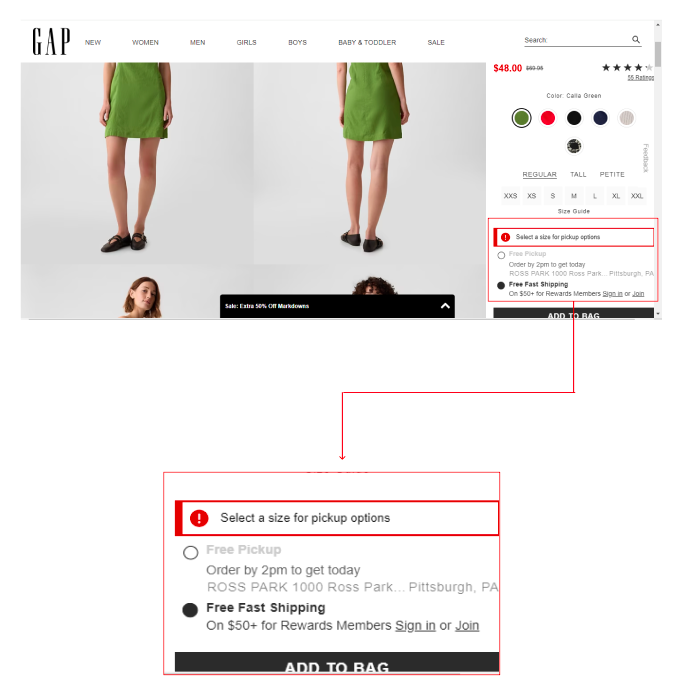 GAP
NEW WOMEN MEN GIRLS BOYS BABY & TODDLER SALE
Search:
$48.00
55 Ratings
Color: Calla Green
Feedback
REGULAR TALL PETITE
XXS XS S M L XL XXL
Size Guide
Select a size for pickup options
Free Pickup
Order by 2pm to get today
ROSS PARK 1000 Ross Park... Pittsburgh, PA
Free Fast Shipping
On $50+ for Rewards Members Sign in or Join
ADD TO BAG
Sale: Extra 50% Off Markdowns
Select a size for pickup options
Free Pickup
Order by 2pm to get today
ROSS PARK 1000 Ross Park... Pittsburgh, PA
Free Fast Shipping
On $50+ for Rewards Members Sign in or Join
ADD TO BAG